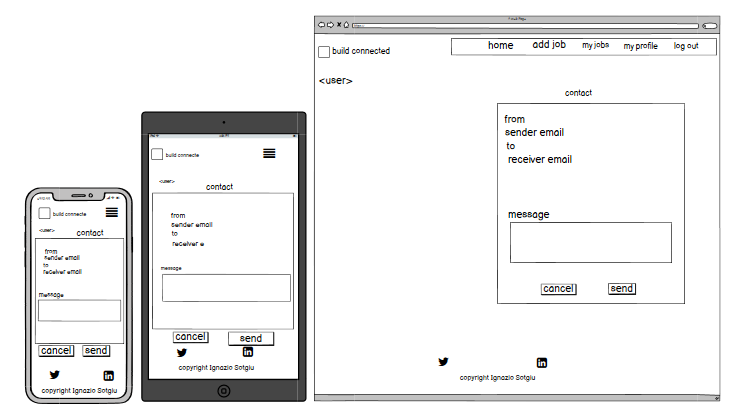 build connecte
<user>
contact
from
sender email
to
receiver email
message
cancel send
copyright Ignazio Sotgiu
build connecte
<user>
contact
from
sender email
to
receiver e
message
cancel send
copyright Ignazio Sotgiu
build connected
home add job my jobs my profile log out
<user>
contact
from
sender email
to
receiver email
message
cancel send
copyright Ignazio Sotgiu